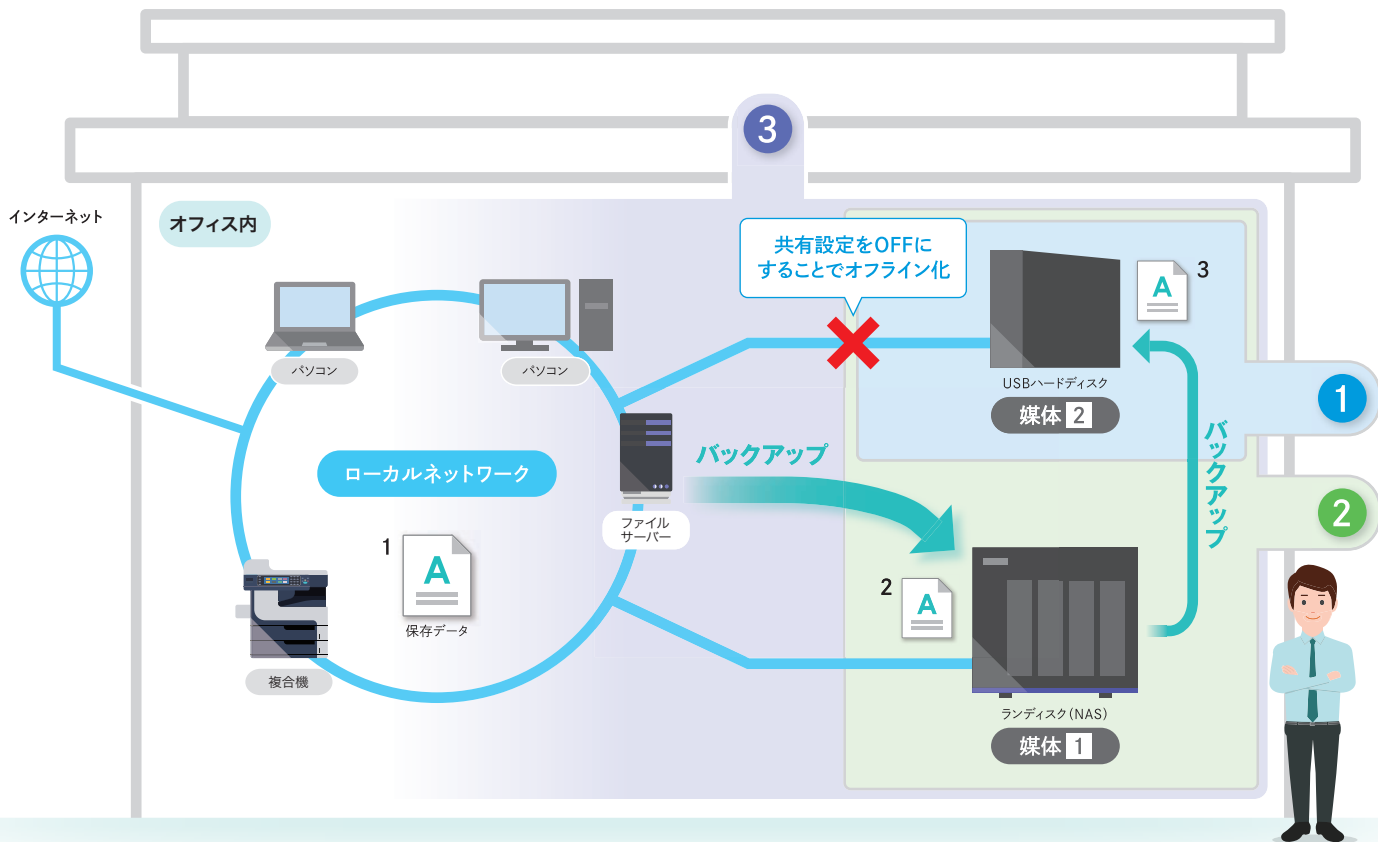 3
インターネット
オフィス内
共有設定をOFFに
することでオフライン化
A
3
パソコン
パソコン
USBハードディスク
媒体 2
1
ローカルネットワーク
バックアップ
バックアップ
2
ファイル
サーバー
1
A
保存データ
2
A
複合機
ランディスク(NAS)
媒体 1